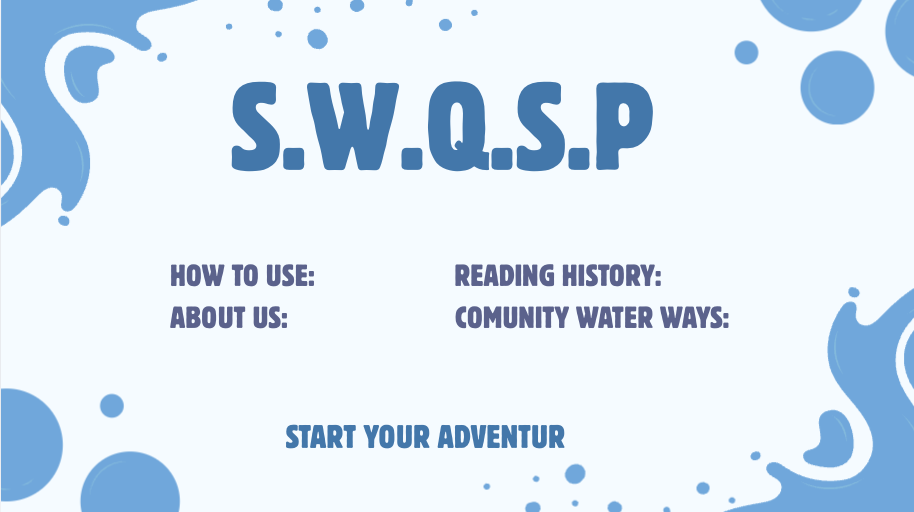 S.W.Q.S.P
HOW TO USE:
ABOUT US:
READING HISTORY:
COMUNITY WATER WAYS:
START YOUR ADVENTUR